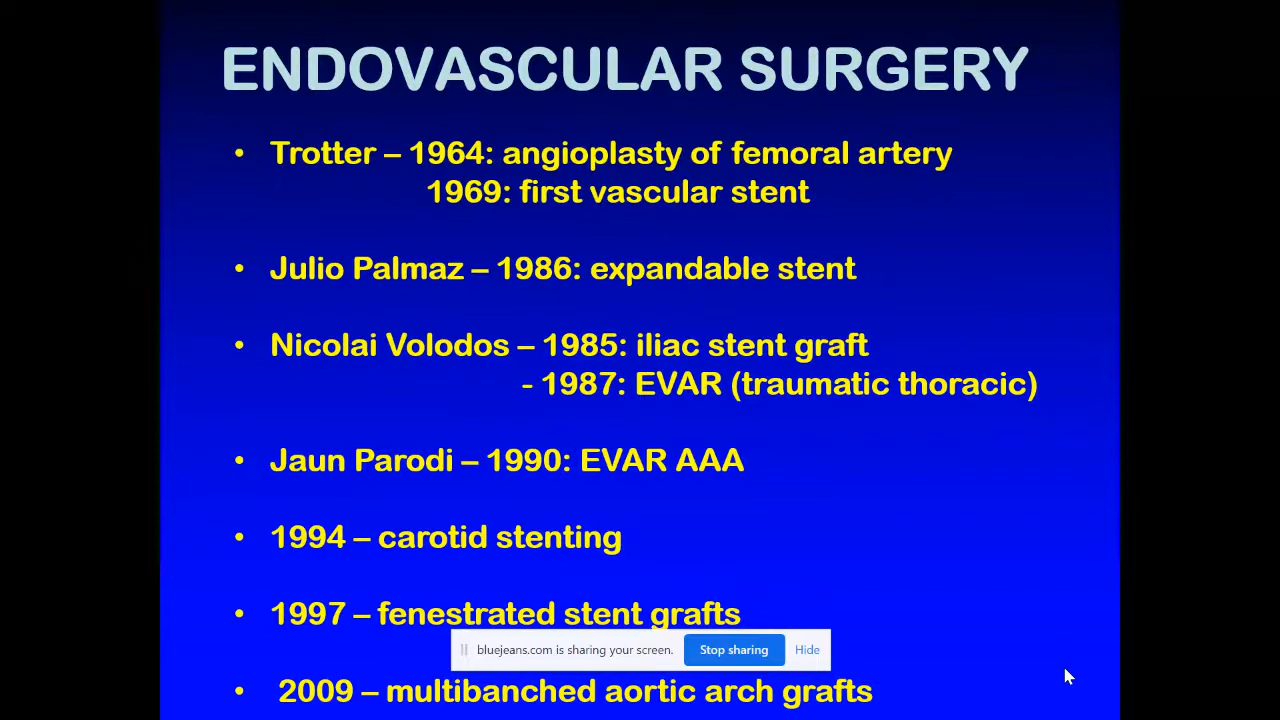 ENDOVASCULAR SURGERY
• Trotter – 1964: angioplasty of femoral artery
1969: first vascular stent
• Julio Palmaz – 1986: expandable stent
• Nicolai Volodos – 1985: iliac stent graft
- 1987: EVAR (traumatic thoracic)
• Jaun Parodi – 1990: EVAR AAA
• 1994 – carotid stenting
• 1997 – fenestrated stent grafts
bluejeans.com is sharing your screen. Stop sharing Hide
• 2009 – multibanched aortic arch grafts